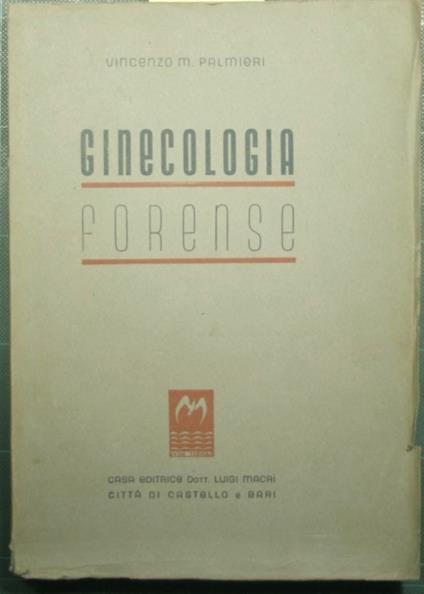 VINCENZO M. PALMIERI
GINECOLOGIA
FORENSE
CASA EDITRICE DOTT. LUIGI MACRÌ
CITTÀ DI CASTELLO e BARI